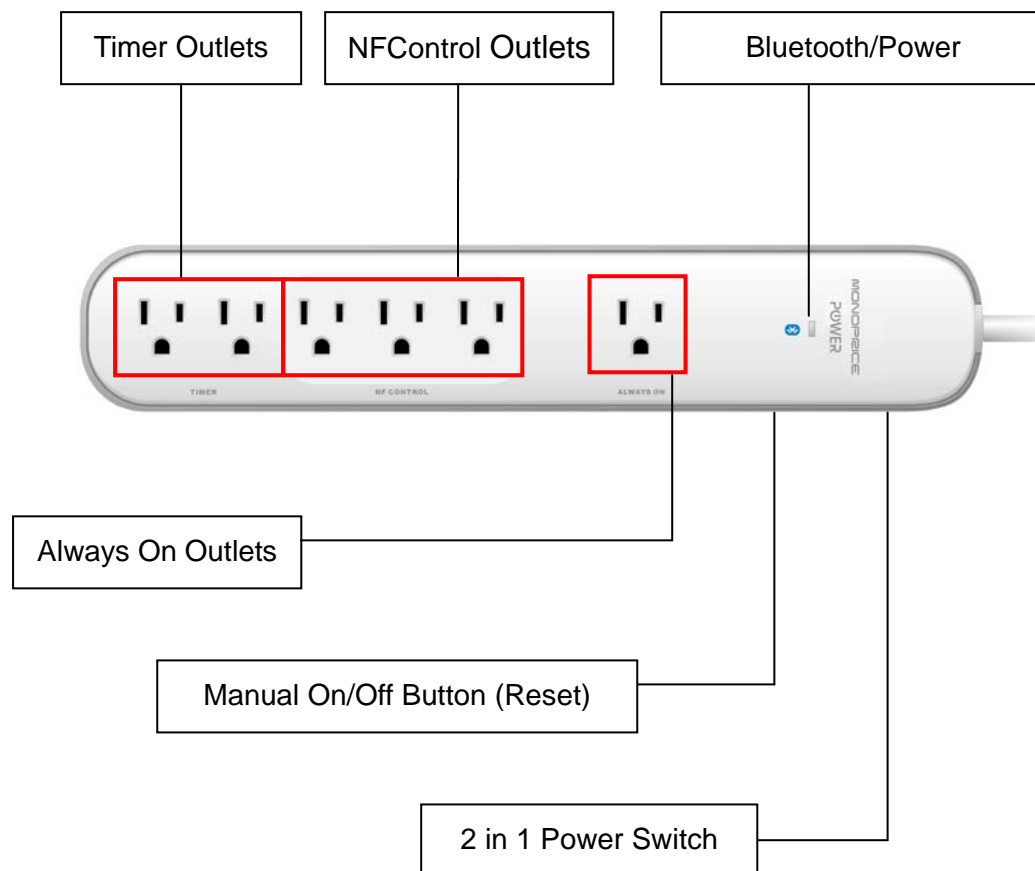 Timer Outlets
NFControl Outlets
Bluetooth/Power
MONOPRICE
POWER
TIMER
NF CONTROL
ALWAYS ON
Always On Outlets
Manual On/Off Button (Reset)
2 in 1 Power Switch